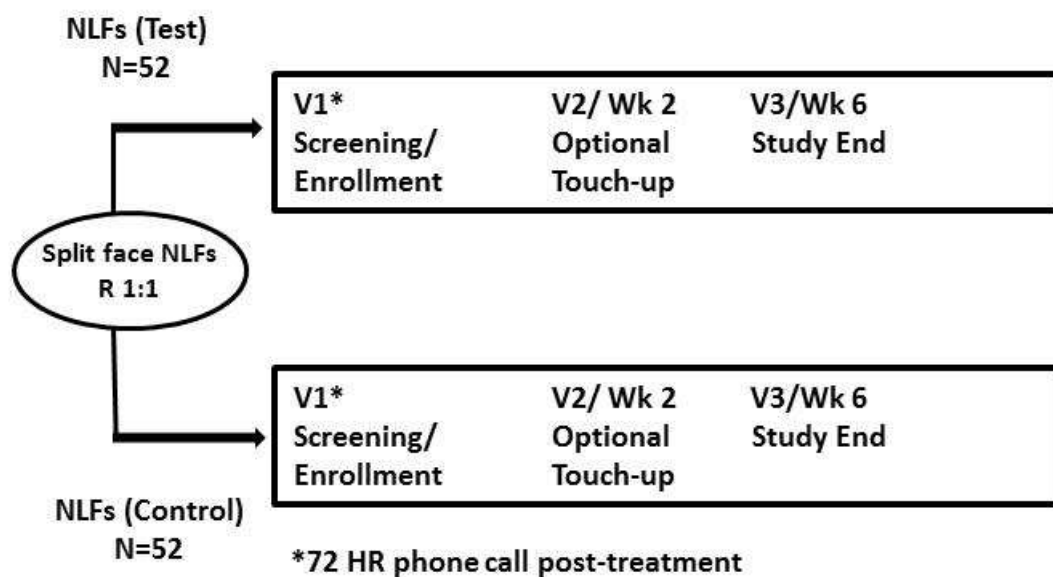 NLFs (Test)
N=52
V1*
Screening/
Enrollment
V2/ Wk 2
Optional
Touch-up
V3/Wk 6
Study End
Split face NLFs
R 1:1
V1*
Screening/
Enrollment
V2/ Wk 2
Optional
Touch-up
V3/Wk 6
Study End
NLFs (Control)
N=52
*72 HR phone call post-treatment